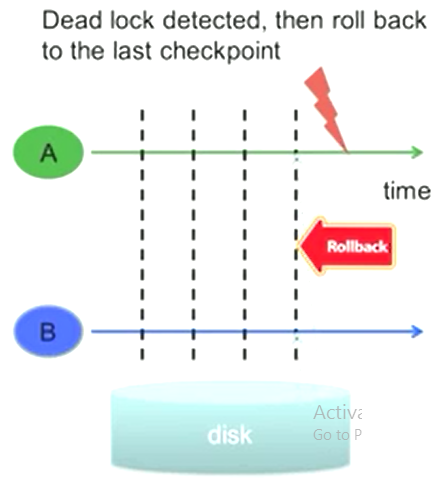 Dead lock detected, then roll back
to the last checkpoint
A
time
Rollback
B
disk
Activa
Go to P